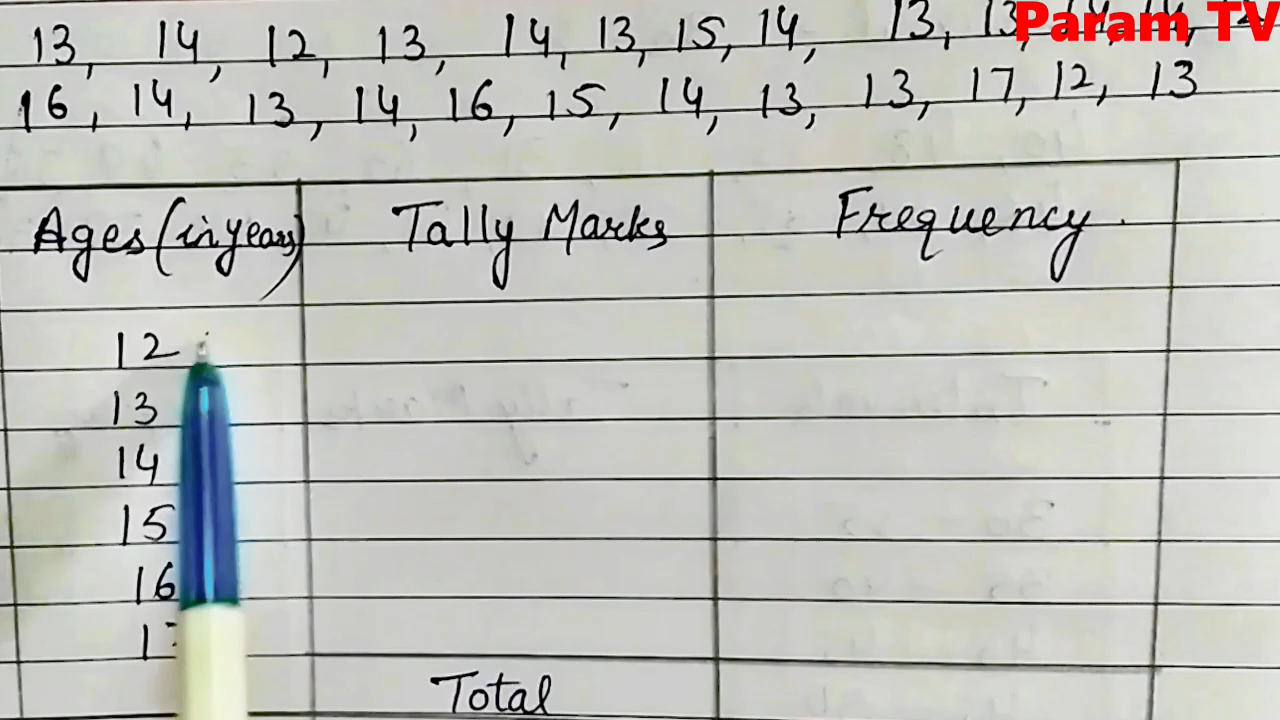 Param TV
13, 14, 12, 13, 14, 13, 15, 14, 13, 13,
16, 14, 13, 14, 16, 15, 14, 13, 13, 17, 12, 13
Ages (in years) Tally Marks Frequency
12
13
14
15
16
Total